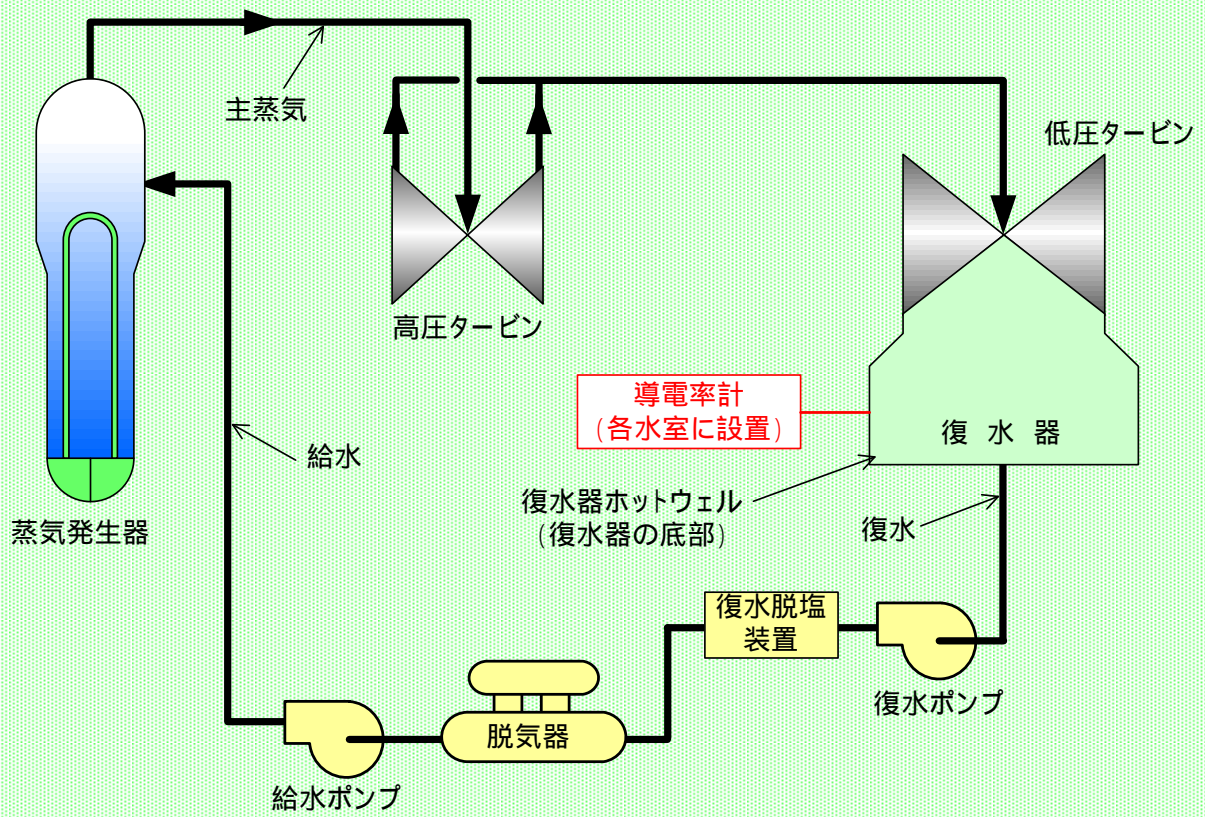 主蒸気
低圧タービン
高圧タービン
導電率計
(各水室に設置)
復水器
給水
復水器ホットウェル
(復水器の底部)
復水
蒸気発生器
復水脱塩
装置
復水ポンプ
脱気器
給水ポンプ